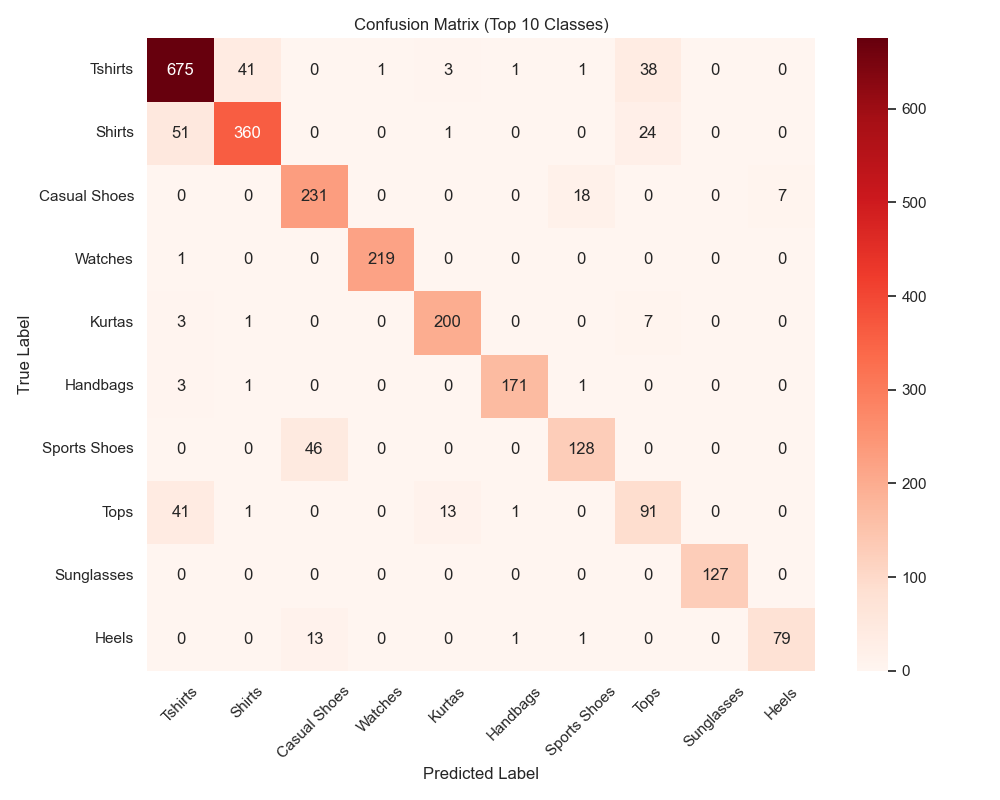 Confusion Matrix (Top 10 Classes)
True Label
Tshirts 675 41 0 1 3 1 1 38 0 0
Shirts 51 360 0 0 1 0 0 24 0 0
Casual Shoes 0 0 231 0 0 0 18 0 0 7
Watches 1 0 0 219 0 0 0 0 0 0
Kurtas 3 1 0 0 200 0 0 7 0 0
Handbags 3 1 0 0 0 171 1 0 0 0
Sports Shoes 0 0 46 0 0 0 128 0 0 0
Tops 41 1 0 0 13 1 0 91 0 0
Sunglasses 0 0 0 0 0 0 0 0 127 0
Heels 0 0 13 0 0 1 1 0 0 79
Tshirts Shirts Casual Shoes Watches Kurtas Handbags Sports Shoes Tops Sunglasses Heels
Predicted Label
600
500
400
300
200
100
0